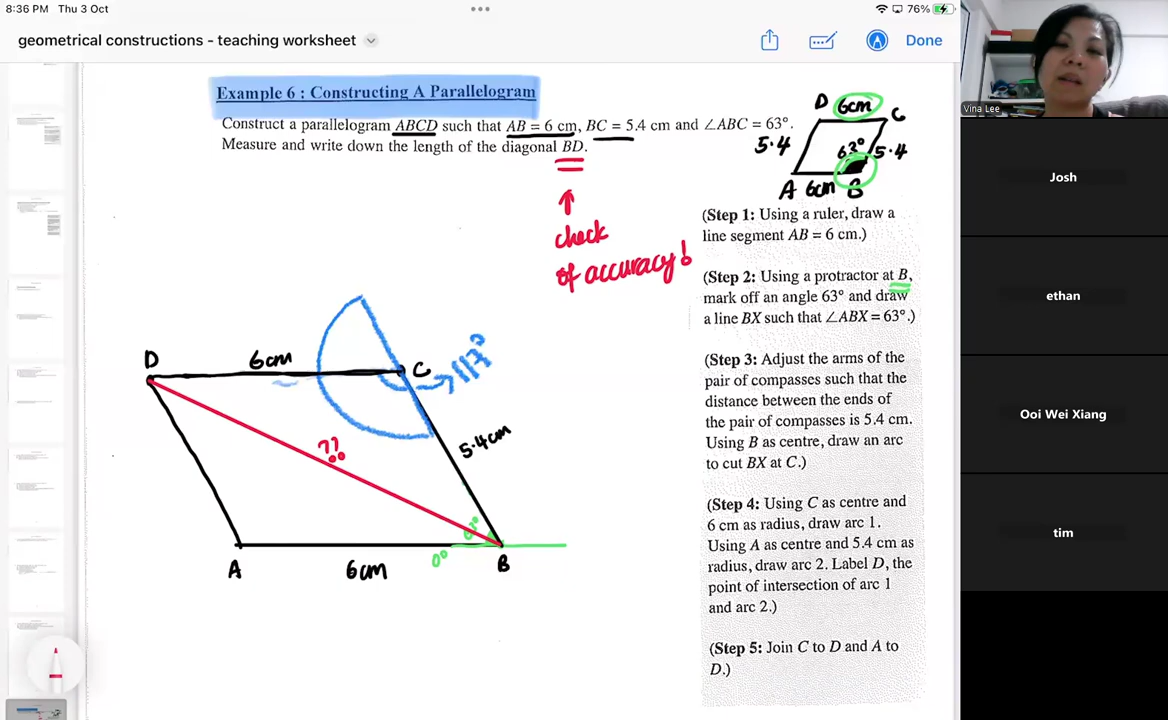 8:36 PM Thu 3 Oct
76%
geometrical constructions - teaching worksheet
Done
Example 6 : Constructing A Parallelogram
Construct a parallelogram ABCD such that AB = 6 cm, BC = 5.4 cm and ∠ABC = 63°.
Measure and write down the length of the diagonal BD.
check
of accuracy!
D 6cm C
5.4 63° 5.4
A 6cm B
(Step 1: Using a ruler, draw a
line segment AB = 6 cm.)
(Step 2: Using a protractor at B,
mark off an angle 63° and draw
a line BX such that ∠ABX = 63°.)
(Step 3: Adjust the arms of the
pair of compasses such that the
distance between the ends of
the pair of compasses is 5.4 cm.
Using B as centre, draw an arc
to cut BX at C.)
(Step 4: Using C as centre and
6 cm as radius, draw arc 1.
Using A as centre and 5.4 cm as
radius, draw arc 2. Label D, the
point of intersection of arc 1
and arc 2.)
(Step 5: Join C to D and A to
D.)
D 6cm C 117°
??
5.4cm
63°
0°
A 6cm B
Vina Lee
Josh
ethan
Ooi Wei Xiang
tim